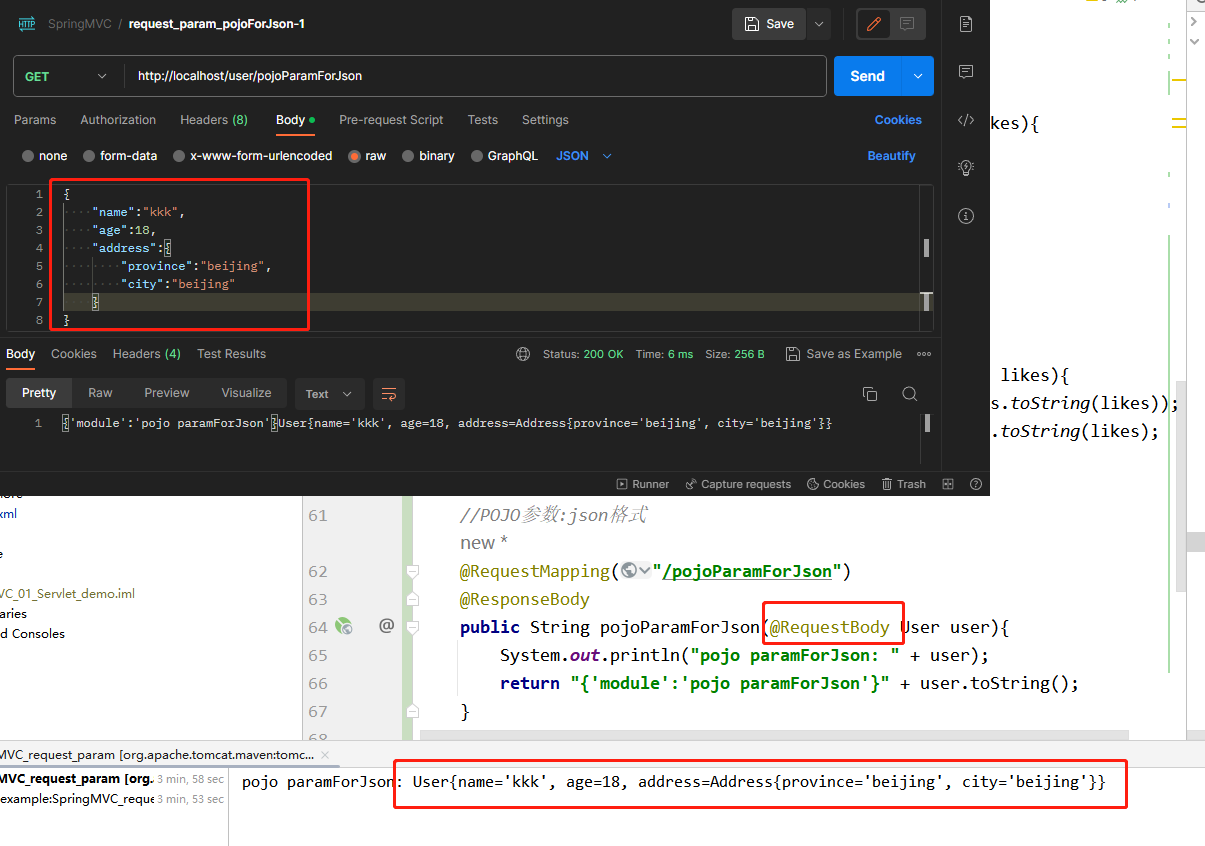 HTTP SpringMVC / request_param_pojoForJson-1 Save
GET http://localhost/user/pojoParamForJson Send
Params Authorization Headers (8) Body Pre-request Script Tests Settings Cookies
none form-data x-www-form-urlencoded raw binary GraphQL JSON Beautify
1 {
2 "name":"kkk",
3 "age":18,
4 "address":{
5 "province":"beijing",
6 "city":"beijing"
7 }
8 }
Body Cookies Headers (4) Test Results Status: 200 OK Time: 6 ms Size: 256 B Save as Example
Pretty Raw Preview Visualize Text
1 {'module':'pojo paramForJson'}User{name='kkk', age=18, address=Address{province='beijing', city='beijing'}}
Runner Capture requests Cookies Trash
kes){
likes){
s.toString(likes));
.toString(likes);
xml
e
VC_01_Servlet_demo.iml
aries
d Consoles
61 //POJO参数:json格式
new *
62 @RequestMapping("/pojoParamForJson")
63 @ResponseBody
64 @ public String pojoParamForJson(@RequestBody User user){
65 System.out.println("pojo paramForJson: " + user);
66 return "{'module':'pojo paramForJson'}" + user.toString();
67 }
68
MVC_request_param [org.apache.tomcat.maven:tomc...
MVC_request_param [org. 3 min, 58 sec
example:SpringMVC_reque 3 min, 53 sec
pojo paramForJson: User{name='kkk', age=18, address=Address{province='beijing', city='beijing'}}